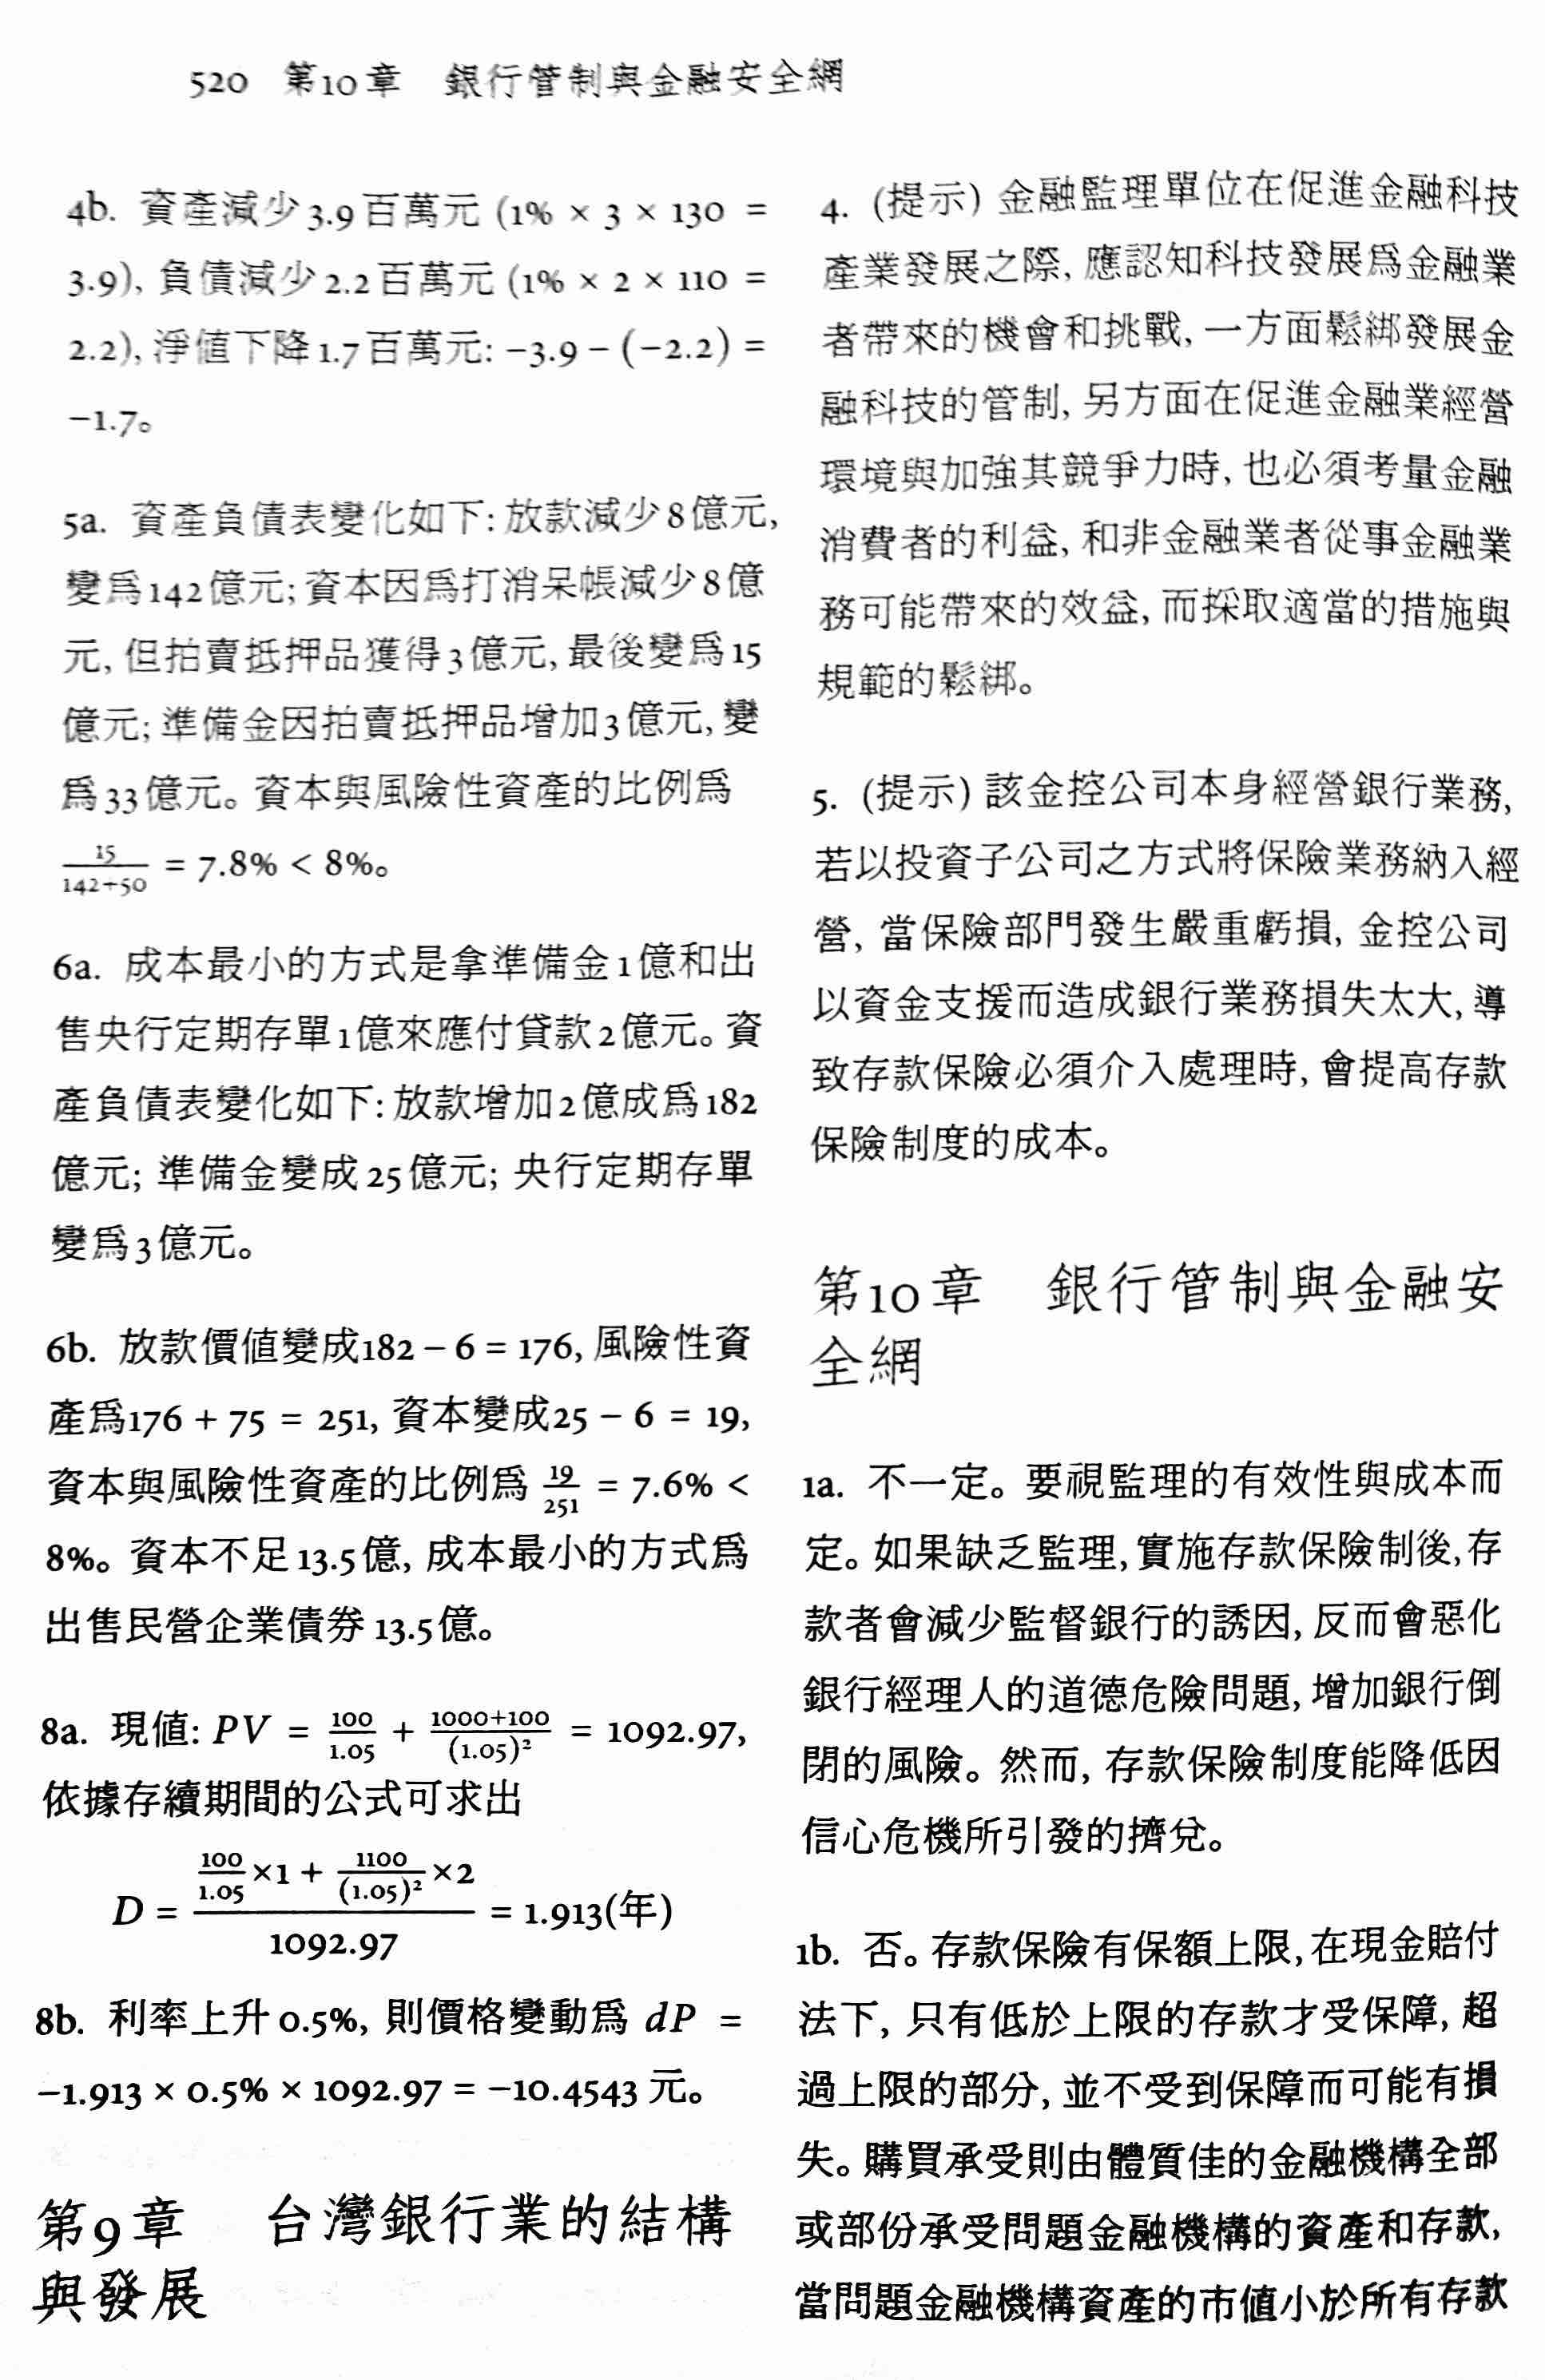 520 第10章 銀行管制與金融安全網
4b. 資產減少3.9百萬元 (1% × 3 × 130 =
3.9), 負債減少2.2百萬元 (1% × 2 × 110 =
2.2), 淨值下降1.7百萬元: −3.9 − (−2.2) =
−1.7。
5a. 資產負債表變化如下: 放款減少8億元,
變爲142億元; 資本因爲打消呆帳減少8億
元, 但拍賣抵押品獲得3億元, 最後變爲15
億元; 準備金因拍賣抵押品增加3億元, 變
爲33億元。資本與風險性資產的比例爲
15/(142+50) = 7.8% < 8%。
6a. 成本最小的方式是拿準備金1億和出
售央行定期存單1億來應付貸款2億元。資
產負債表變化如下: 放款增加2億成爲182
億元; 準備金變成25億元; 央行定期存單
變爲3億元。
6b. 放款價值變成182 − 6 = 176, 風險性資
產爲176 + 75 = 251, 資本變成25 − 6 = 19,
資本與風險性資產的比例爲 19/251 = 7.6% <
8%。資本不足13.5億, 成本最小的方式爲
出售民營企業債券13.5億。
8a. 現值: PV = 100/1.05 + (1000+100)/(1.05)² = 1092.97,
依據存續期間的公式可求出
D = (100/1.05 ×1 + 1100/(1.05)² ×2)/1092.97 = 1.913(年)
8b. 利率上升0.5%, 則價格變動爲 dP =
−1.913 × 0.5% × 1092.97 = −10.4543 元。
第9章 台灣銀行業的結構
與發展
4. (提示) 金融監理單位在促進金融科技
產業發展之際, 應認知科技發展爲金融業
者帶來的機會和挑戰, 一方面鬆綁發展金
融科技的管制, 另方面在促進金融業經營
環境與加強其競爭力時, 也必須考量金融
消費者的利益, 和非金融業者從事金融業
務可能帶來的效益, 而採取適當的措施與
規範的鬆綁。
5. (提示) 該金控公司本身經營銀行業務,
若以投資子公司之方式將保險業務納入經
營, 當保險部門發生嚴重虧損, 金控公司
以資金支援而造成銀行業務損失太大, 導
致存款保險必須介入處理時, 會提高存款
保險制度的成本。
第10章 銀行管制與金融安
全網
1a. 不一定。要視監理的有效性與成本而
定。如果缺乏監理, 實施存款保險制後, 存
款者會減少監督銀行的誘因, 反而會惡化
銀行經理人的道德危險問題, 增加銀行倒
閉的風險。然而, 存款保險制度能降低因
信心危機所引發的擠兌。
1b. 否。存款保險有保額上限, 在現金賠付
法下, 只有低於上限的存款才受保障, 超
過上限的部分, 並不受到保障而可能有損
失。購買承受則由體質佳的金融機構全部
或部份承受問題金融機構的資產和存款,
當問題金融機構資產的市值小於所有存款